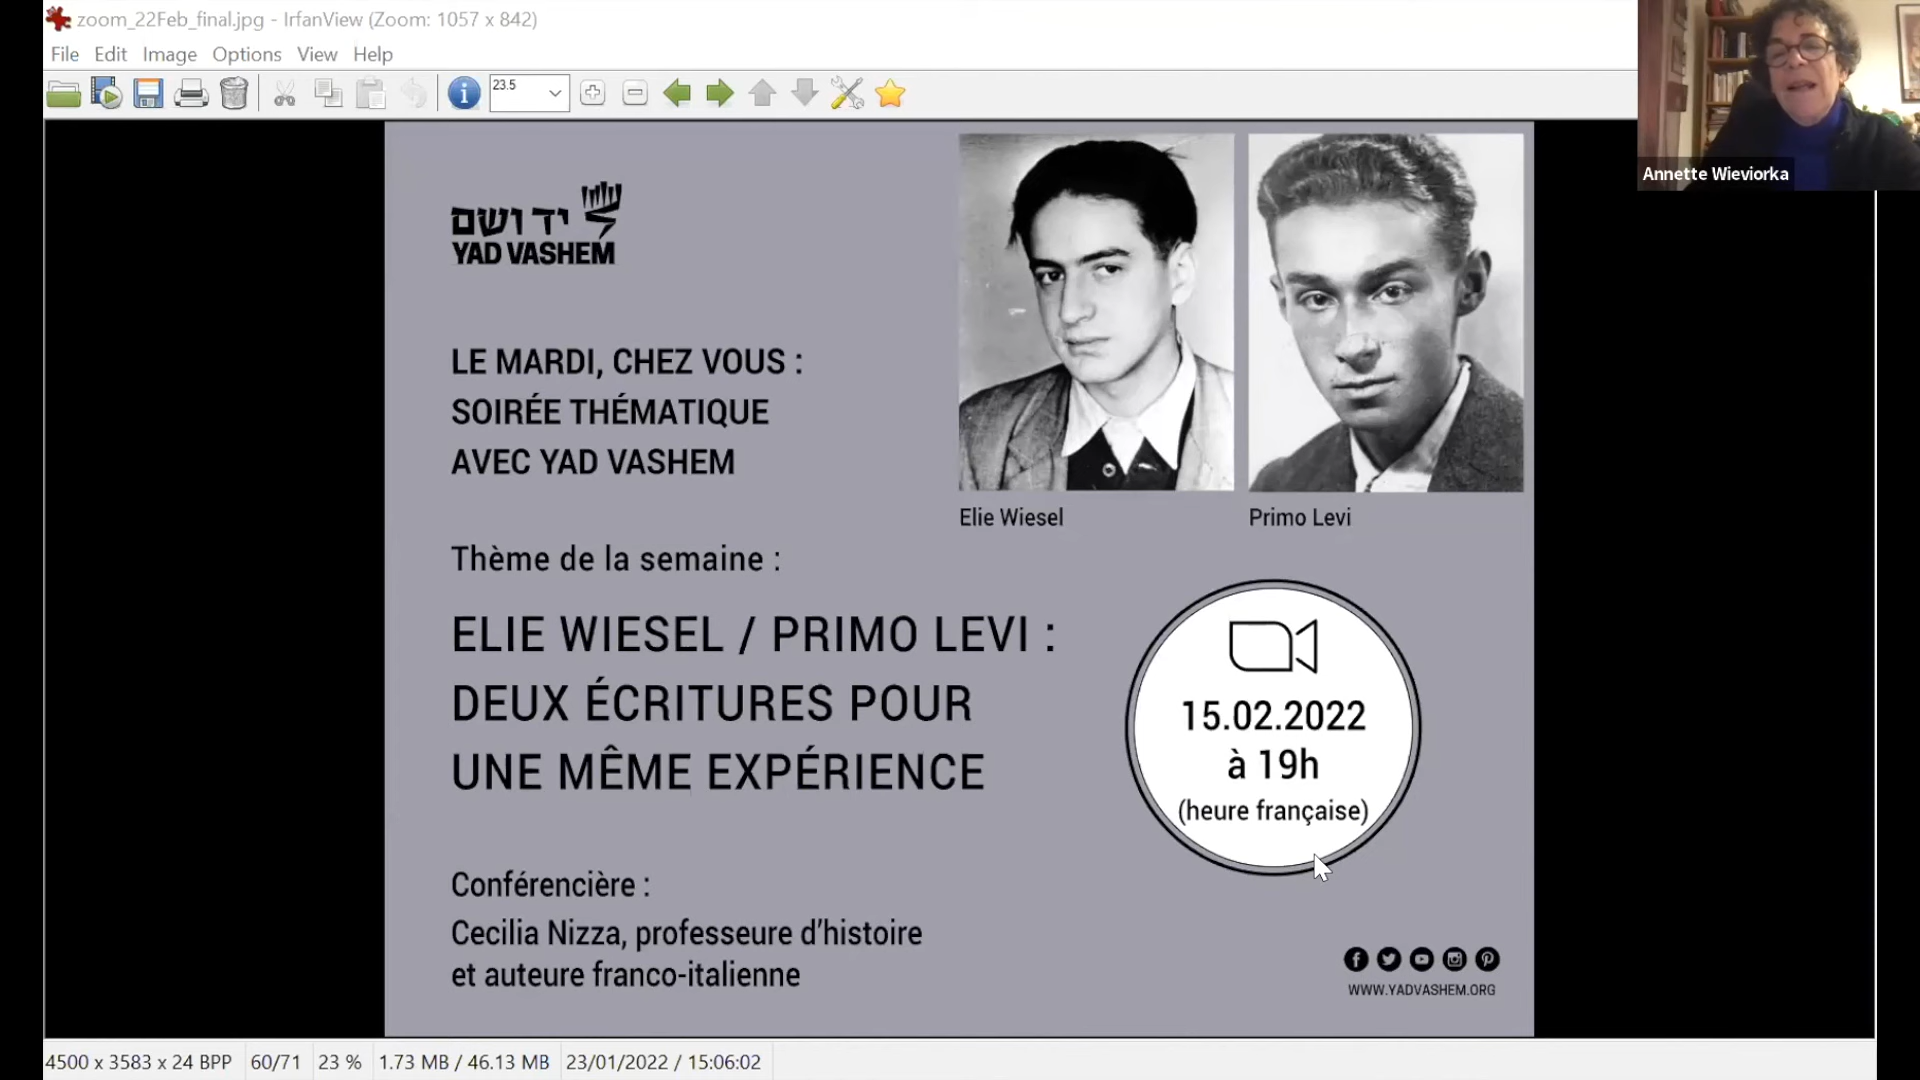 zoom_22Feb_final.jpg - IrfanView (Zoom: 1057 x 842)
File Edit Image Options View Help
23.5
Annette Wieviorka
יד ושם
YAD VASHEM
LE MARDI, CHEZ VOUS :
SOIRÉE THÉMATIQUE
AVEC YAD VASHEM
Elie Wiesel
Primo Levi
Thème de la semaine :
ELIE WIESEL / PRIMO LEVI :
DEUX ÉCRITURES POUR
UNE MÊME EXPÉRIENCE
15.02.2022
à 19h
(heure française)
Conférencière :
Cecilia Nizza, professeure d'histoire
et auteure franco-italienne
WWW.YADVASHEM.ORG
4500 x 3583 x 24 BPP 60/71 23 % 1.73 MB / 46.13 MB 23/01/2022 / 15:06:02